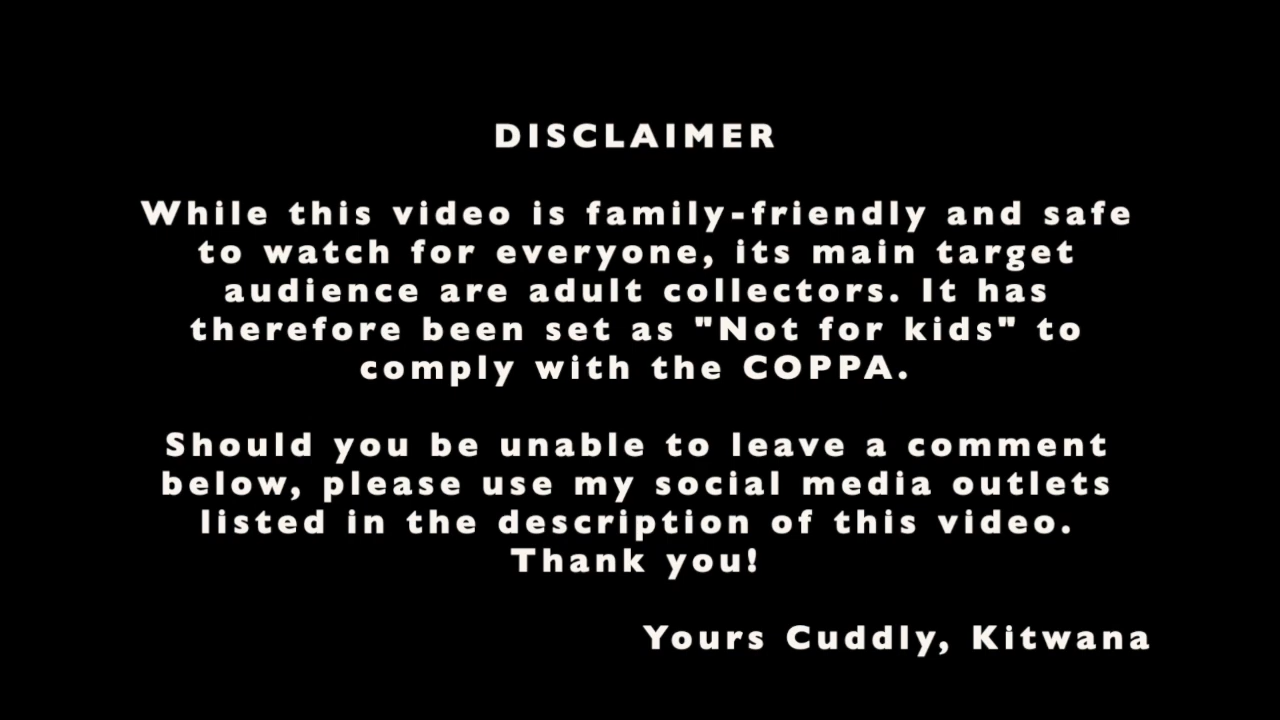 DISCLAIMER
While this video is family-friendly and safe
to watch for everyone, its main target
audience are adult collectors. It has
therefore been set as "Not for kids" to
comply with the COPPA.
Should you be unable to leave a comment
below, please use my social media outlets
listed in the description of this video.
Thank you!
Yours Cuddly, Kitwana